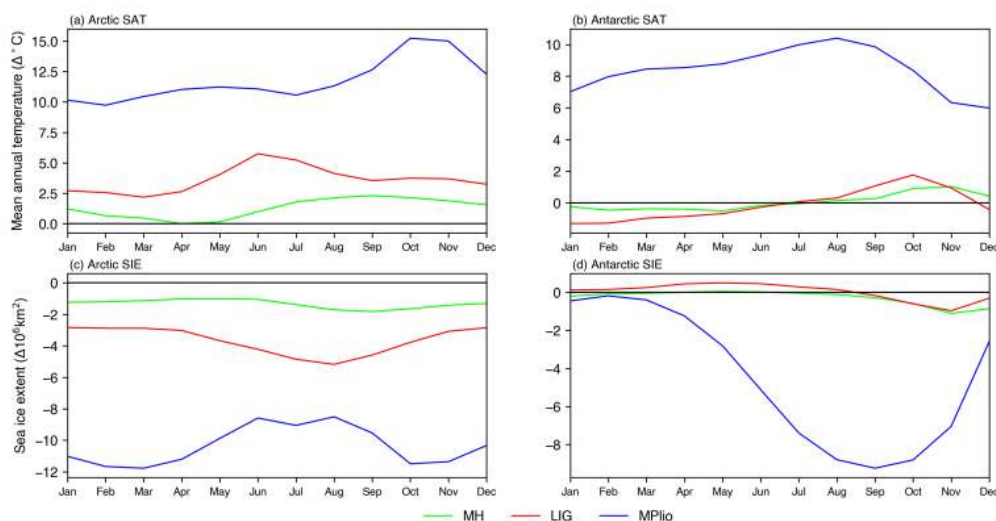 (a) Arctic SAT
(b) Antarctic SAT
Mean annual temperature (Δ°C)
15.0
12.5
10.0
7.5
5.0
2.5
0.0
10
8
6
4
2
0
Jan Feb Mar Apr May Jun Jul Aug Sep Oct Nov Dec
Jan Feb Mar Apr May Jun Jul Aug Sep Oct Nov Dec
(c) Arctic SIE
(d) Antarctic SIE
Sea ice extent (Δ10⁶km²)
0
−2
−4
−6
−8
−10
−12
0
−2
−4
−6
−8
Jan Feb Mar Apr May Jun Jul Aug Sep Oct Nov Dec
Jan Feb Mar Apr May Jun Jul Aug Sep Oct Nov Dec
MH LIG MPlio